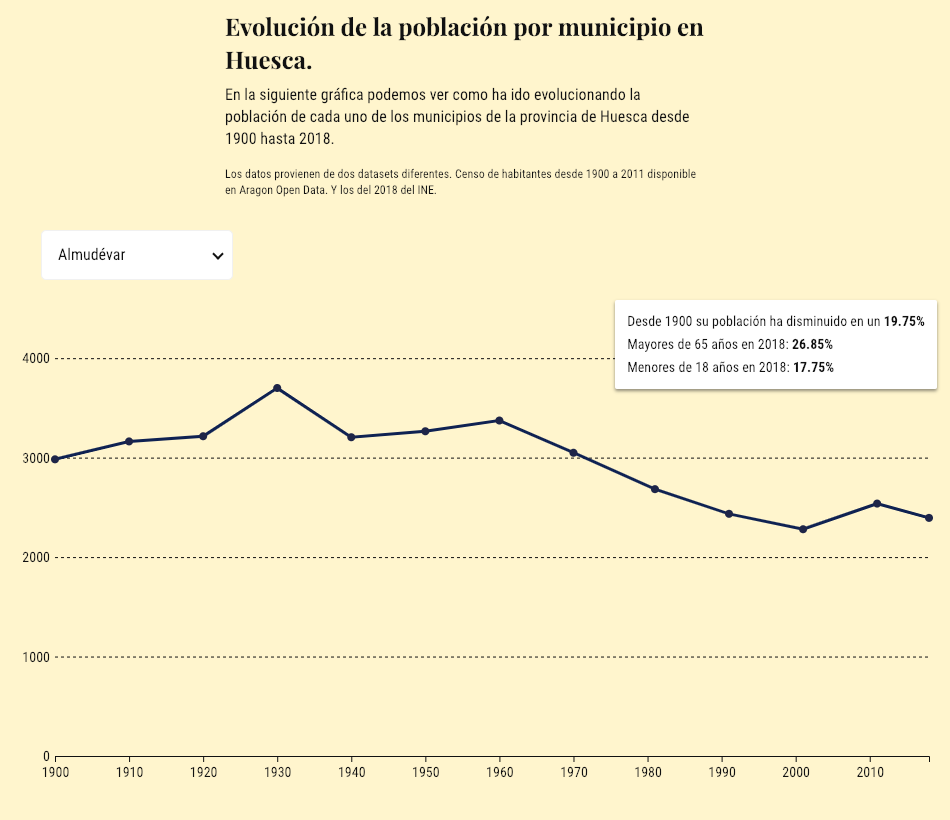 Evolución de la población por municipio en
Huesca.
En la siguiente gráfica podemos ver como ha ido evolucionando la
población de cada uno de los municipios de la provincia de Huesca desde
1900 hasta 2018.
Los datos provienen de dos datasets diferentes. Censo de habitantes desde 1900 a 2011 disponible
en Aragon Open Data. Y los del 2018 del INE.
Almudévar
Desde 1900 su población ha disminuido en un 19.75%
Mayores de 65 años en 2018: 26.85%
Menores de 18 años en 2018: 17.75%
4000
3000
2000
1000
0
1900 1910 1920 1930 1940 1950 1960 1970 1980 1990 2000 2010